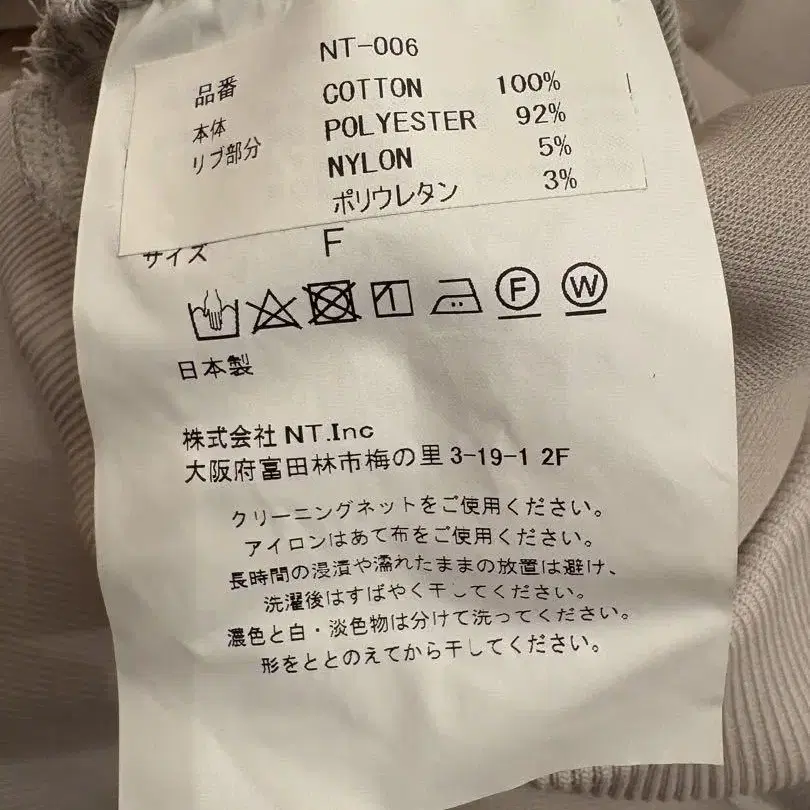 品番 NT-006
本体 COTTON 100%
リブ部分 POLYESTER 92%
NYLON 5%
ポリウレタン 3%
サイズ F
F W
日本製
株式会社 NT.Inc
大阪府富田林市梅の里 3-19-1 2F
クリーニングネットをご使用ください。
アイロンはあて布をご使用ください。
長時間の浸漬や濡れたままの放置は避け、
洗濯後はすばやく干してください。
濃色と白・淡色物は分けて洗ってください。
形をととのえてから干してください。